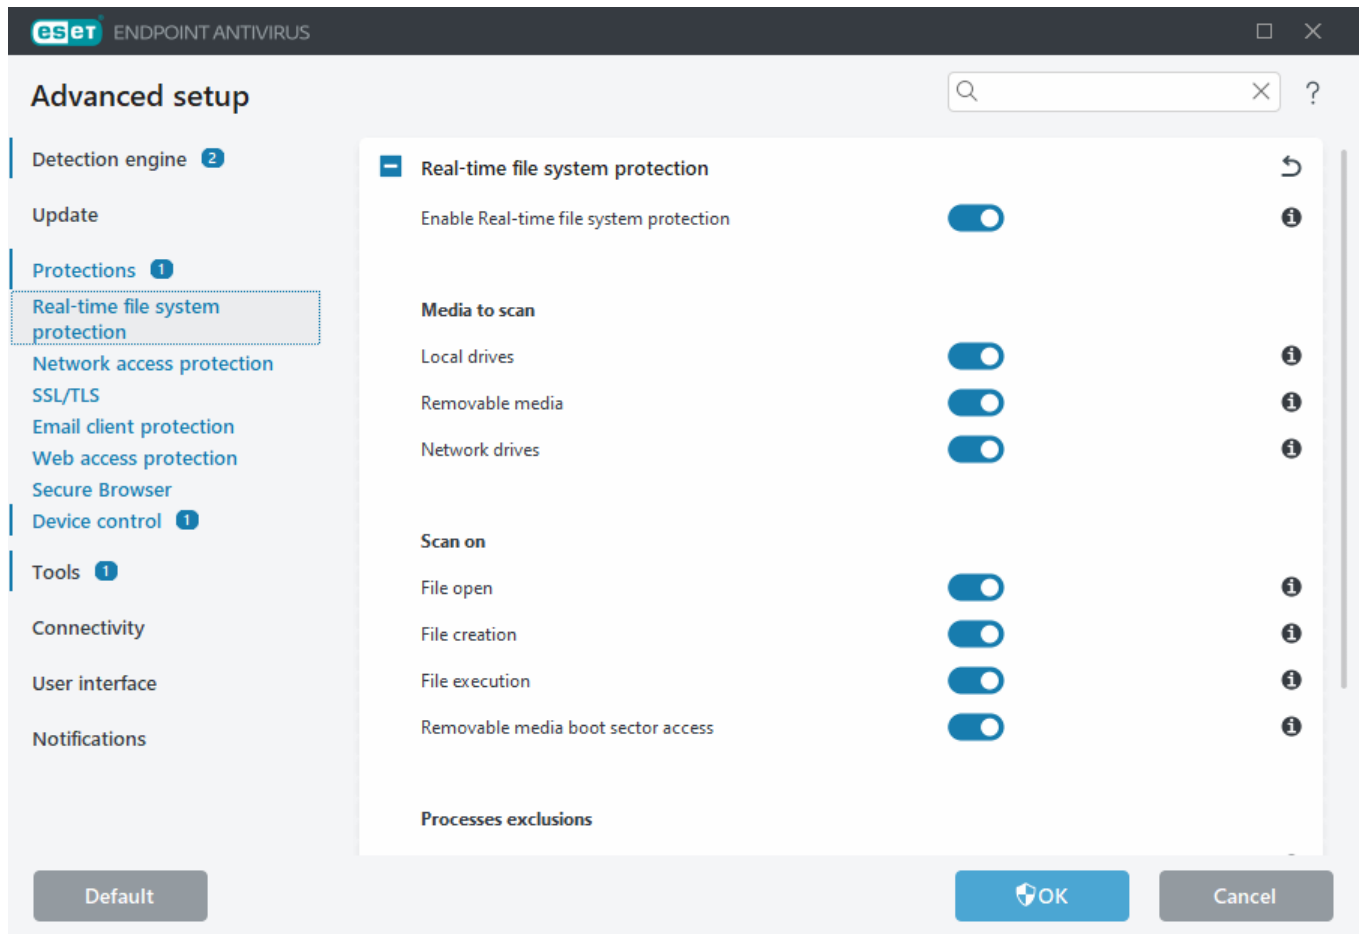 eset ENDPOINT ANTIVIRUS
Advanced setup
?
Detection engine 2
Update
Protections 1
Real-time file system
protection
Network access protection
SSL/TLS
Email client protection
Web access protection
Secure Browser
Device control 1
Tools 1
Connectivity
User interface
Notifications
Real-time file system protection
Enable Real-time file system protection
Media to scan
Local drives
Removable media
Network drives
Scan on
File open
File creation
File execution
Removable media boot sector access
Processes exclusions
Default
OK
Cancel